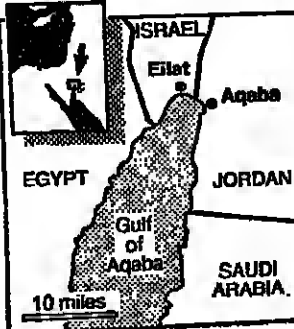 ISRAEL
Eilat
Aqaba
EGYPT
JORDAN
Gulf
of
Aqaba
SAUDI
ARABIA.
10 miles